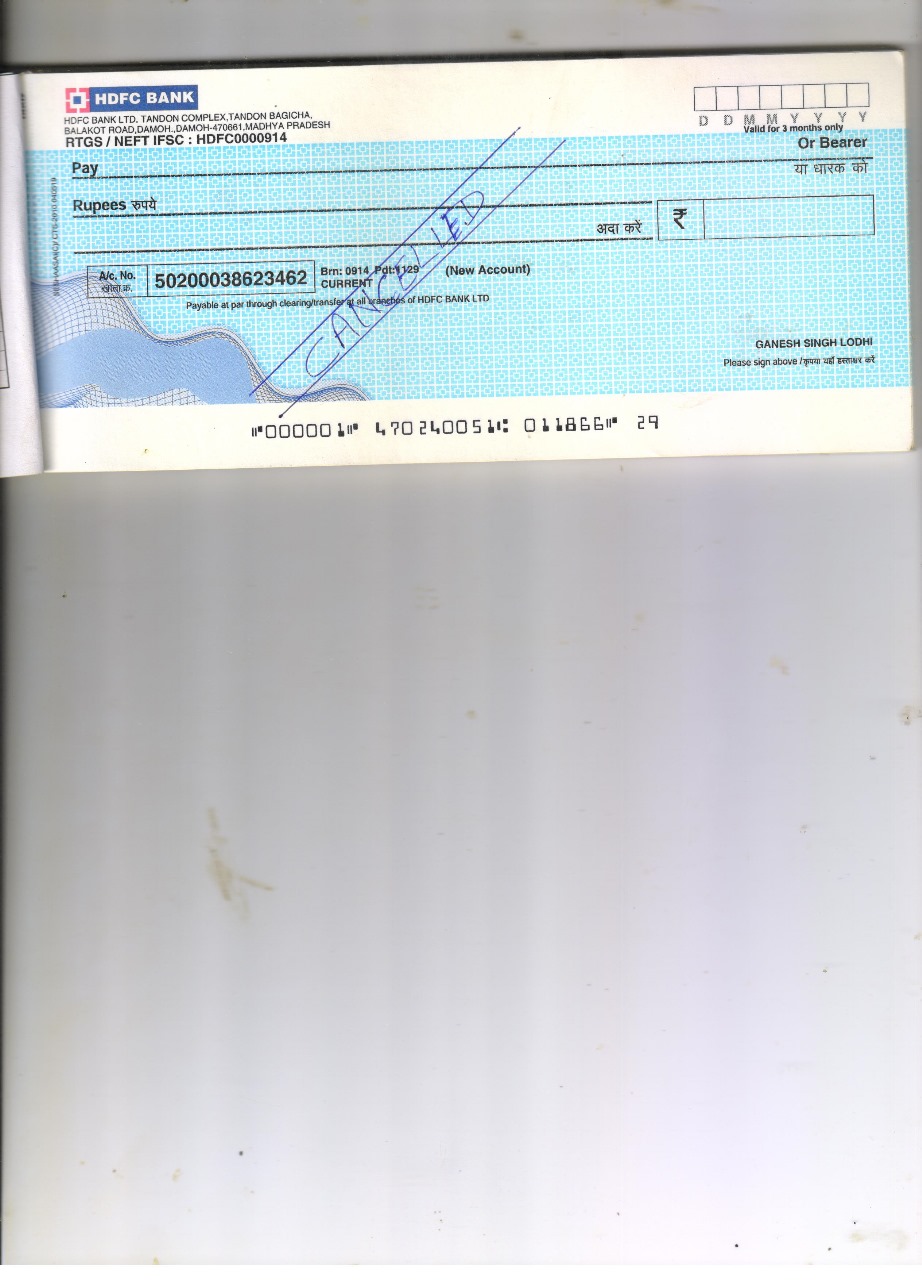 HDFC BANK
HDFC BANK LTD. TANDON COMPLEX,TANDON BAGICHA,
BALAKOT ROAD,DAMOH.,DAMOH-470661,MADHYA PRADESH
RTGS / NEFT IFSC : HDFC0000914
D D M M Y Y Y Y
Valid for 3 months only
Pay
Or Bearer
या धारक को
Rupees रुपये
अदा करें
₹
CANCELLED
A/c. No.
खाता.क्र.
50200038623462
Brn: 0914 Pdt:1129 (New Account)
CURRENT
Payable at par through clearing/transfer at all branches of HDFC BANK LTD
GANESH SINGH LODHI
Please sign above /कृपया यहाँ हस्ताक्षर करें
⑈000001⑈ 470240051⑆ 011866⑈ 29